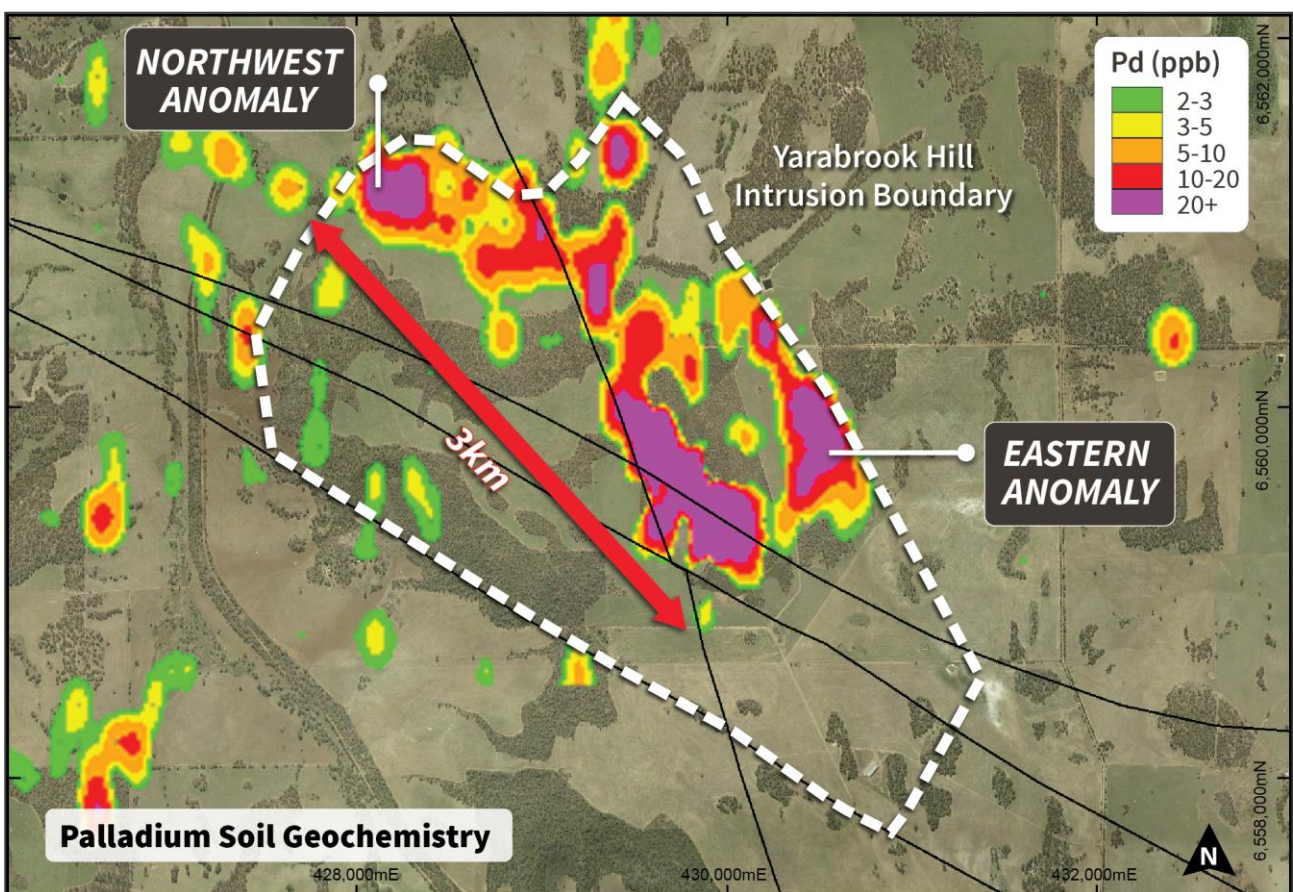 NORTHWEST
ANOMALY
Pd (ppb)
2-3
3-5
5-10
10-20
20+
6,562,000mN
Yarabrook Hill
Intrusion Boundary
3km
EASTERN
ANOMALY
6,560,000mN
Palladium Soil Geochemistry
428,000mE
430,000mE
432,000mE
6,558,000mN
N